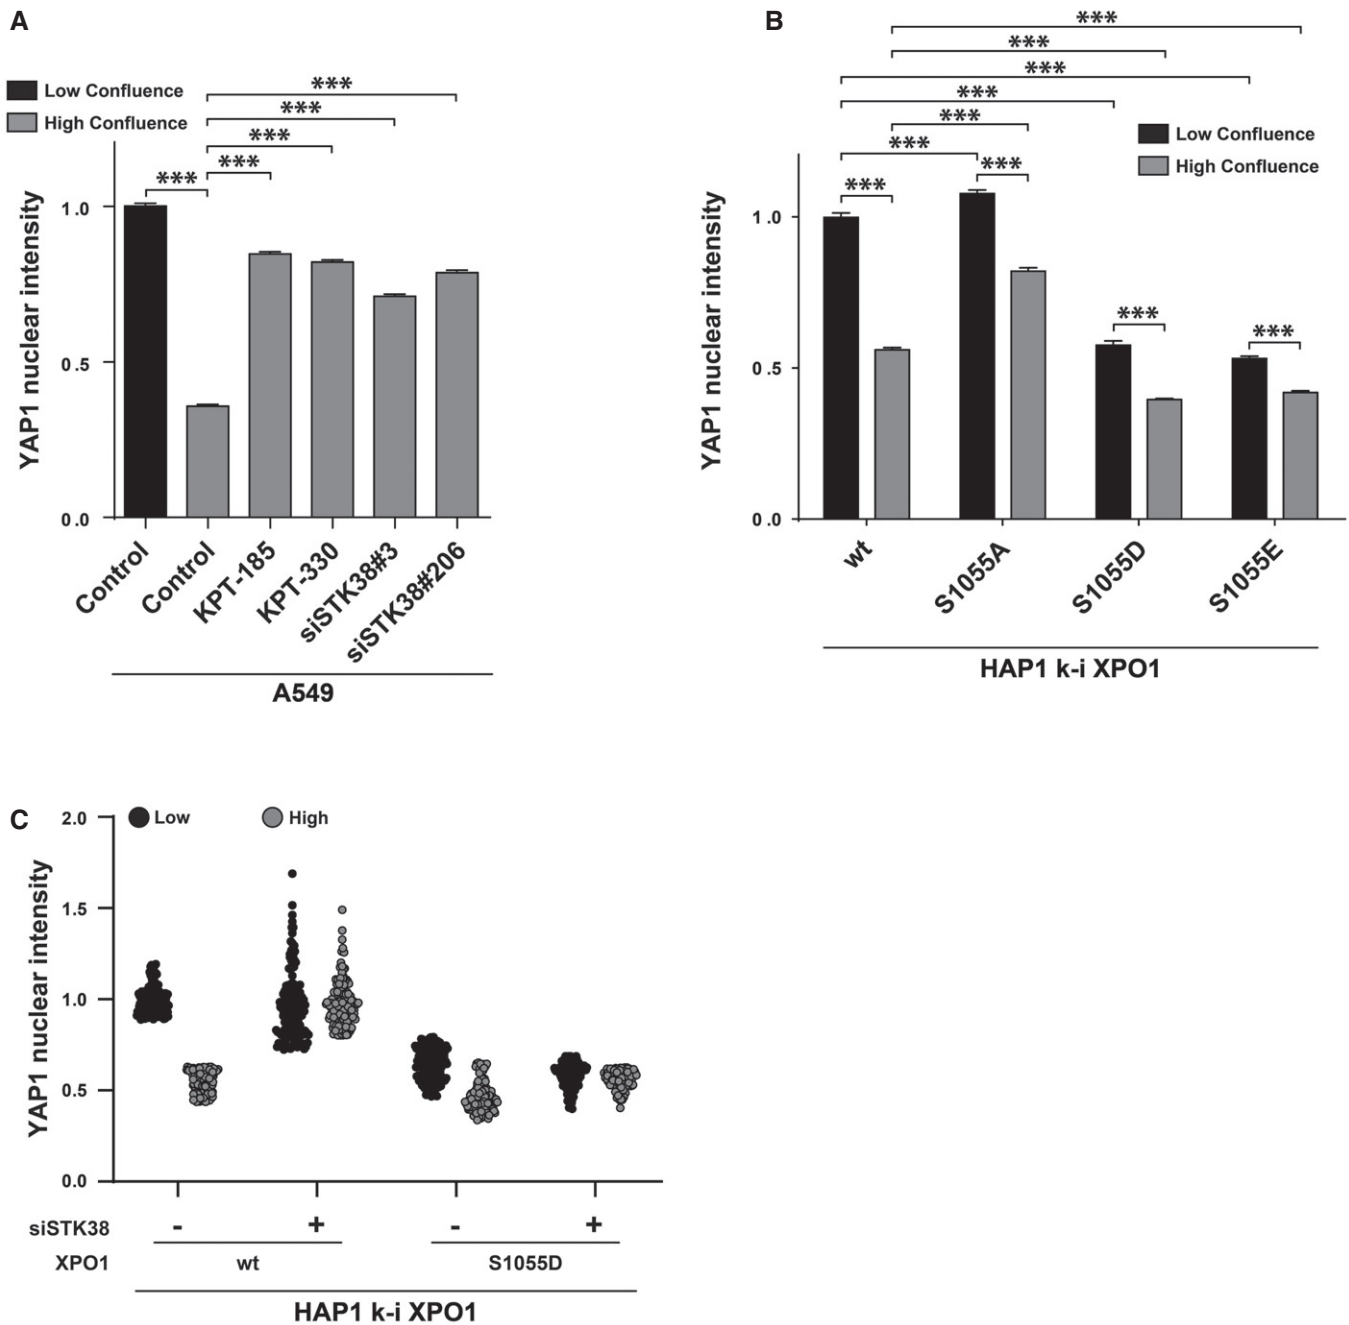 A
Low Confluence
High Confluence
***
***
***
***
***
YAP1 nuclear intensity
1.0
0.5
0.0
Control
Control
KPT-185
KPT-330
siSTK38#3
siSTK38#206
A549
B
***
***
***
***
***
***
***
***
***
***
Low Confluence
High Confluence
YAP1 nuclear intensity
1.0
0.5
0.0
wt
S1055A
S1055D
S1055E
HAP1 k-i XPO1
C
Low
High
YAP1 nuclear intensity
2.0
1.5
1.0
0.5
0.0
siSTK38 - + - +
XPO1 wt S1055D
HAP1 k-i XPO1